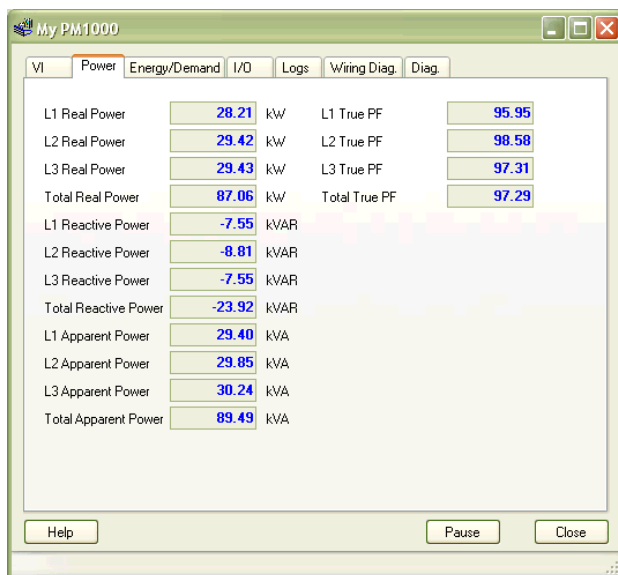 My PM1000
VI Power Energy/Demand I/O Logs Wiring Diag. Diag.
L1 Real Power 28.21 kW L1 True PF 95.95
L2 Real Power 29.42 kW L2 True PF 98.58
L3 Real Power 29.43 kW L3 True PF 97.31
Total Real Power 87.06 kW Total True PF 97.29
L1 Reactive Power -7.55 kVAR
L2 Reactive Power -8.81 kVAR
L3 Reactive Power -7.55 kVAR
Total Reactive Power -23.92 kVAR
L1 Apparent Power 29.40 kVA
L2 Apparent Power 29.85 kVA
L3 Apparent Power 30.24 kVA
Total Apparent Power 89.49 kVA
Help Pause Close